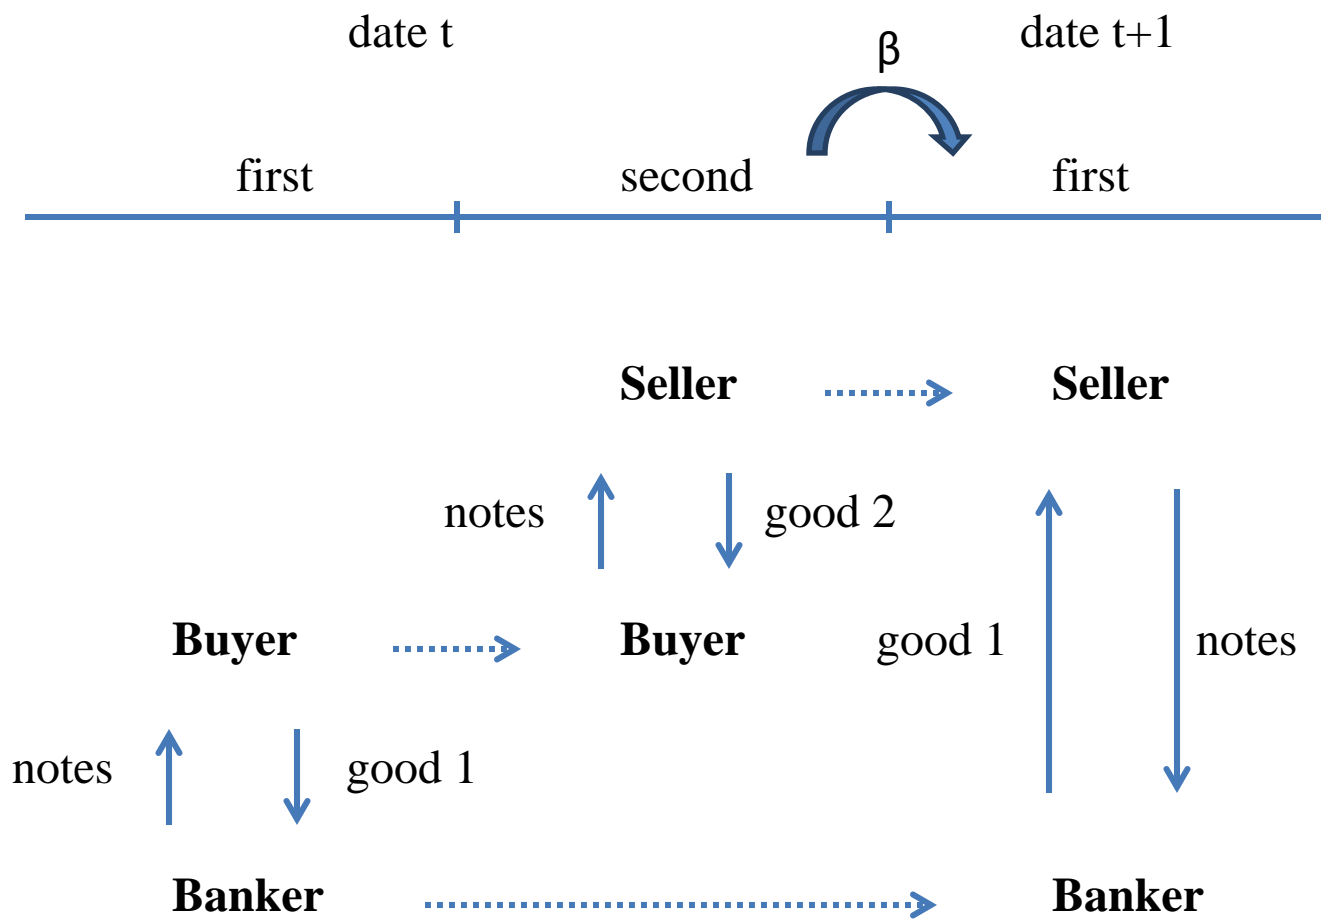 date t β date t+1
first second first
Seller Seller
notes good 2
Buyer Buyer good 1 notes
notes good 1
Banker Banker